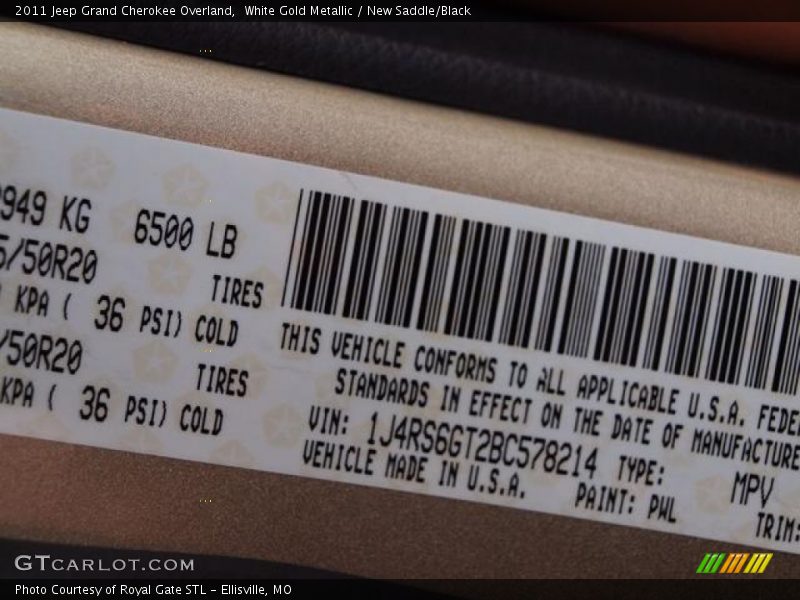 2011 Jeep Grand Cherokee Overland,  White Gold Metallic / New Saddle/Black
949 KG 6500 LB
/50R20 TIRES
KPA ( 36 PSI) COLD
/50R20 TIRES
KPA ( 36 PSI) COLD
THIS VEHICLE CONFORMS TO ALL APPLICABLE U.S.A. FEDE
STANDARDS IN EFFECT ON THE DATE OF MANUFACTURE
VIN: 1J4RS6GT2BC578214 TYPE: MPV
VEHICLE MADE IN U.S.A. PAINT: PWL TRIM:
GTCARLOT.COM
Photo Courtesy of Royal Gate STL - Ellisville, MO